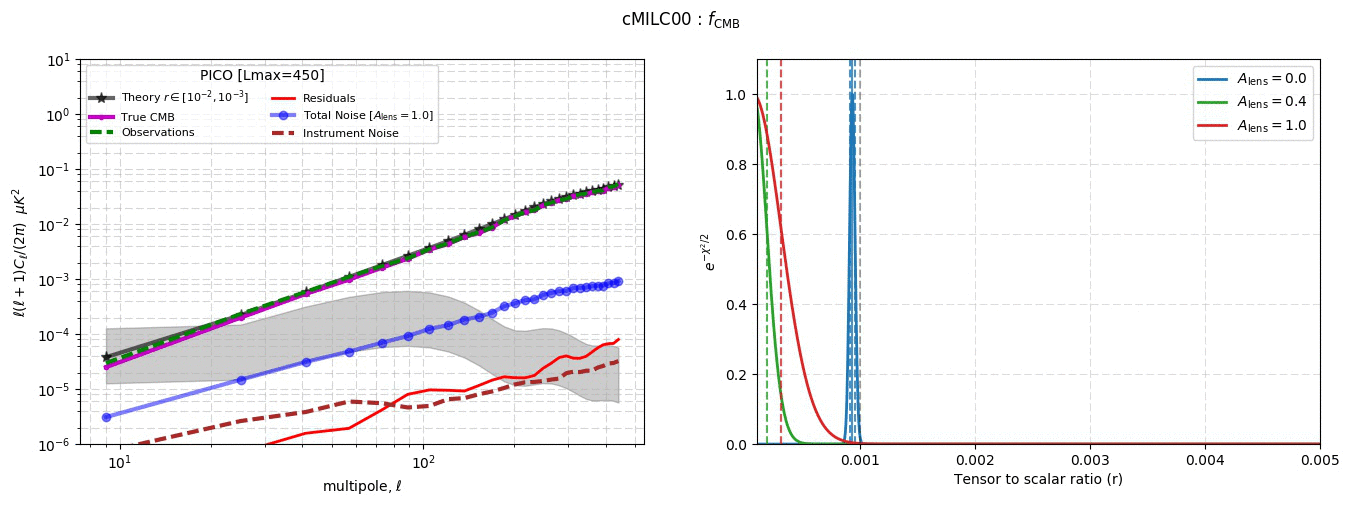 cMILC00 : $f_{\rm CMB}$
PICO [Lmax=450]
Theory $r \in [10^{-2}, 10^{-3}]$
True CMB
Observations
Residuals
Total Noise [$A_{\rm lens} = 1.0$]
Instrument Noise
$10^{1}$
$10^{0}$
$10^{-1}$
$10^{-2}$
$10^{-3}$
$10^{-4}$
$10^{-5}$
$10^{-6}$
$\ell(\ell+1)C_\ell/(2\pi)$ $\mu K^2$
$10^{1}$ $10^{2}$
multipole, $\ell$
$A_{\rm lens} = 0.0$
$A_{\rm lens} = 0.4$
$A_{\rm lens} = 1.0$
1.0
0.8
0.6
0.4
0.2
0.0
$e^{-\chi^2/2}$
0.001 0.002 0.003 0.004 0.005
Tensor to scalar ratio (r)